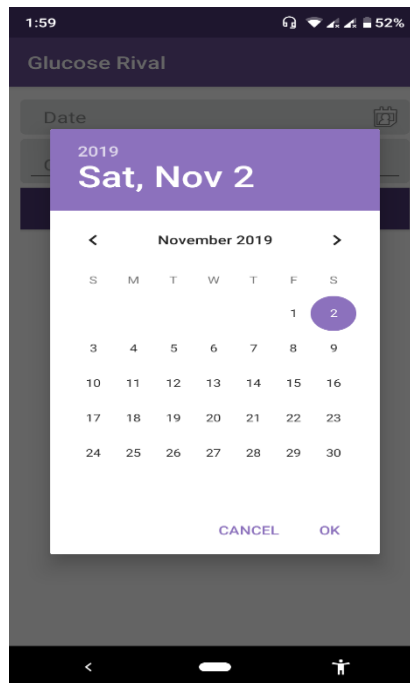 1:59 52%
Glucose Rival
Date
2019
Sat, Nov 2
November 2019
S M T W T F S
1 2
3 4 5 6 7 8 9
10 11 12 13 14 15 16
17 18 19 20 21 22 23
24 25 26 27 28 29 30
CANCEL OK